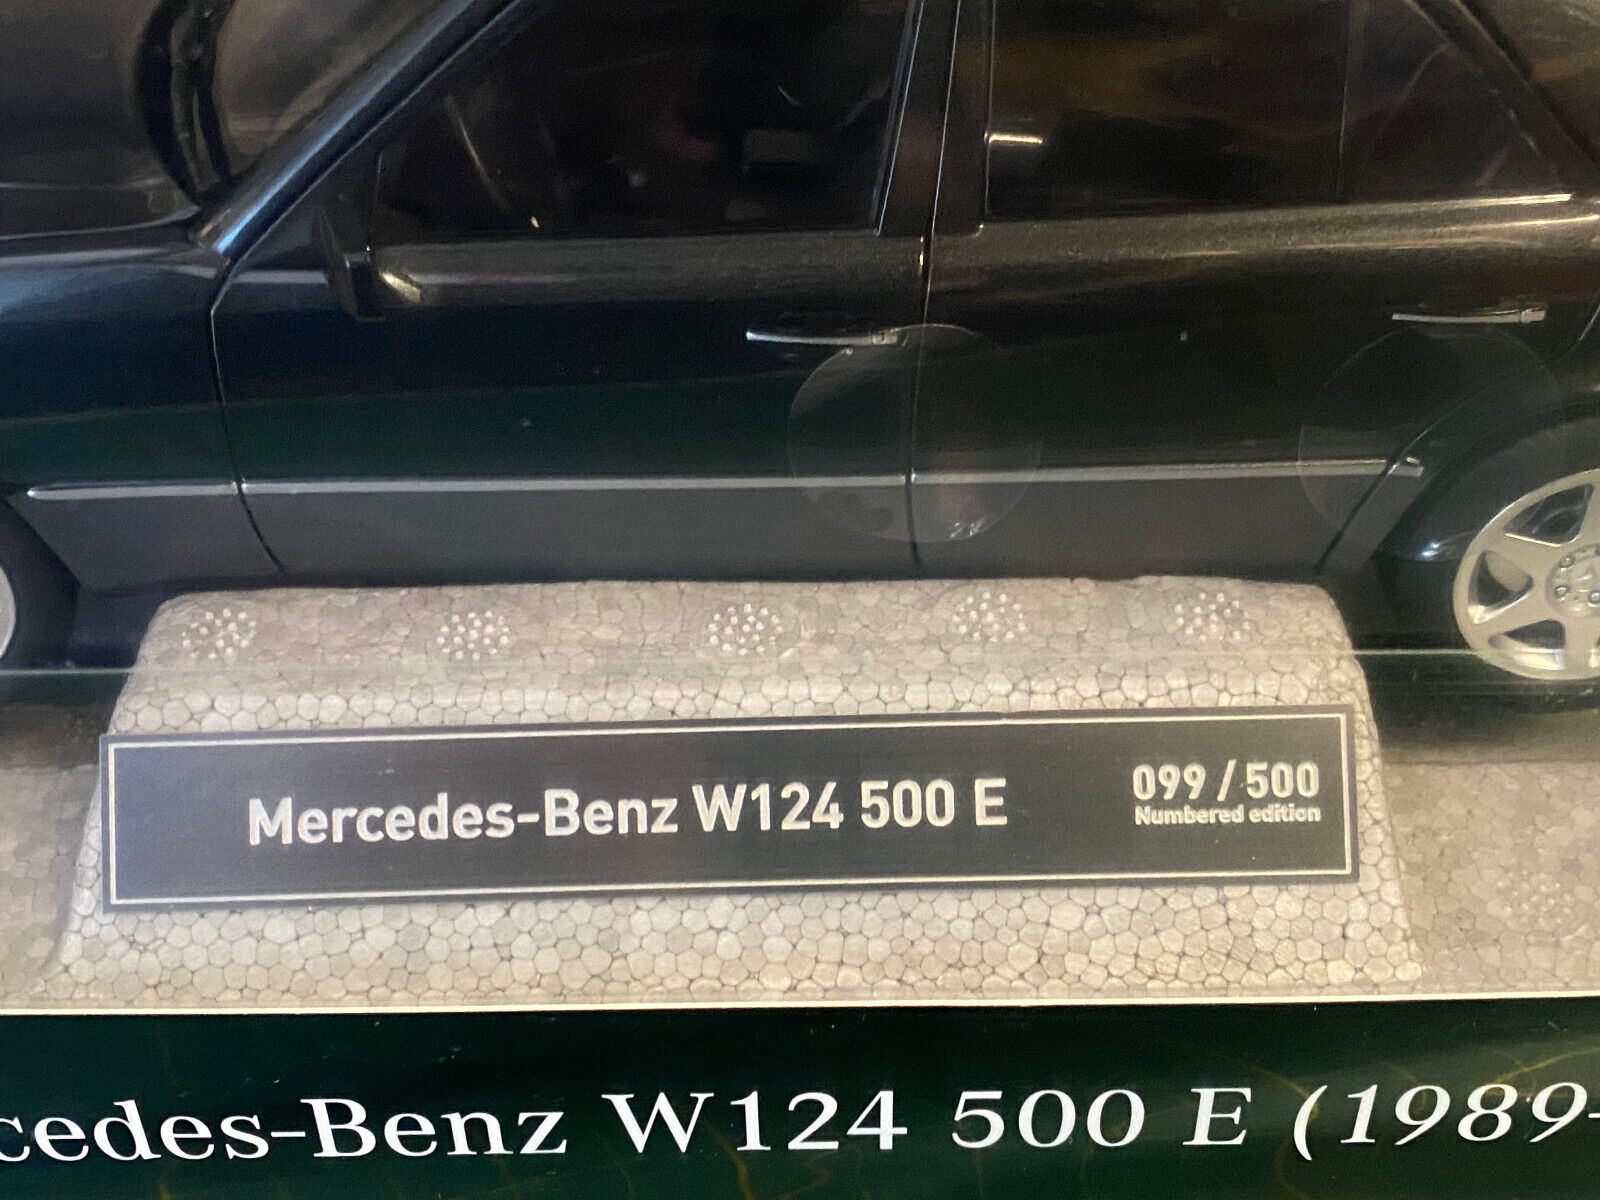 Mercedes-Benz W124 500 E
099 / 500
Numbered edition
cedes-Benz W124 500 E (1989-